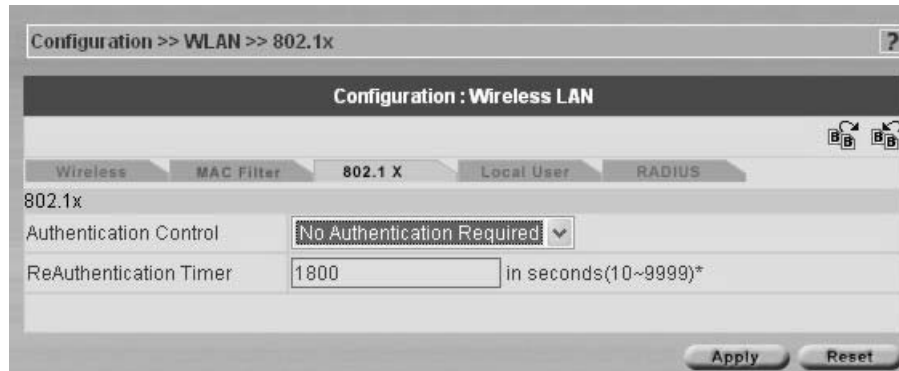 Configuration >> WLAN >> 802.1x ?
Configuration : Wireless LAN
Wireless MAC Filter 802.1 X Local User RADIUS
802.1x
Authentication Control No Authentication Required
ReAuthentication Timer 1800 in seconds(10~9999)*
Apply Reset